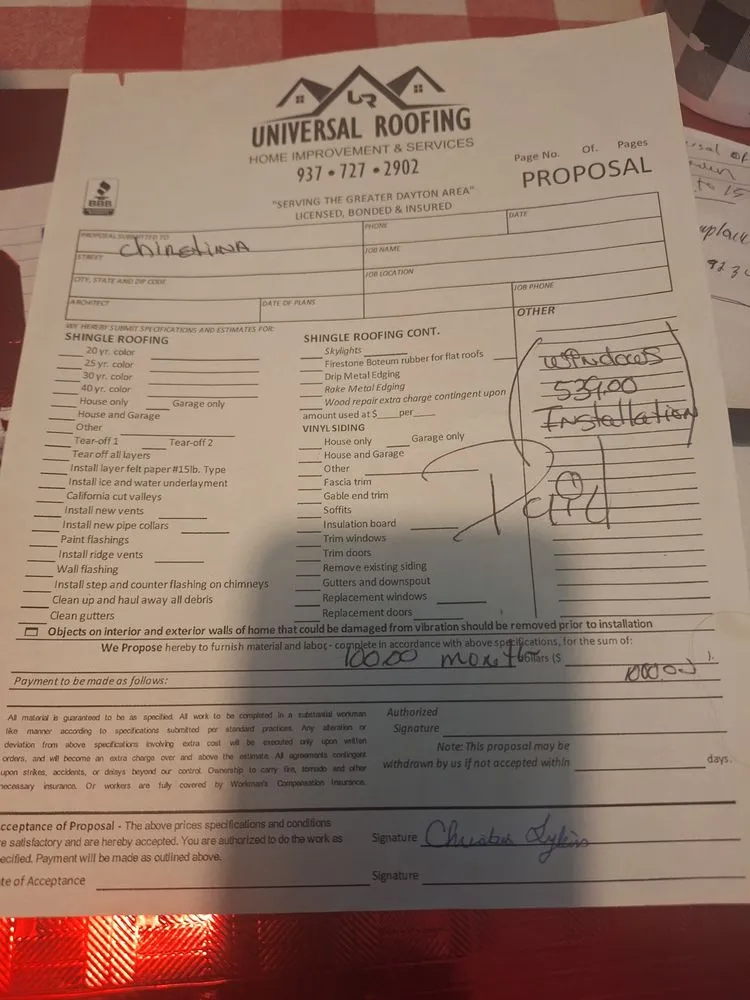 UR
UNIVERSAL ROOFING
HOME IMPROVEMENT & SERVICES
937 • 727 • 2902
"SERVING THE GREATER DAYTON AREA"
LICENSED, BONDED & INSURED
BBB
Page No. Of. Pages
PROPOSAL
PROPOSAL SUBMITTED TO
PHONE
DATE
STREET
JOB NAME
CITY, STATE AND ZIP CODE
JOB LOCATION
ARCHITECT
DATE OF PLANS
JOB PHONE
WE HEREBY SUBMIT SPECIFICATIONS AND ESTIMATES FOR:
SHINGLE ROOFING
20 yr. color
25 yr. color
30 yr. color
40 yr. color
House only Garage only
House and Garage
Other
Tear-off 1 Tear-off 2
Tear off all layers
Install layer felt paper #15lb. Type
Install ice and water underlayment
California cut valleys
Install new vents
Install new pipe collars
Paint flashings
Install ridge vents
Wall flashing
Install step and counter flashing on chimneys
Clean up and haul away all debris
Clean gutters
SHINGLE ROOFING CONT.
Skylights
Firestone Boteum rubber for flat roofs
Drip Metal Edging
Rake Metal Edging
Wood repair extra charge contingent upon
amount used at $ per
VINYL SIDING
House only Garage only
House and Garage
Other
Fascia trim
Gable end trim
Soffits
Insulation board
Trim windows
Trim doors
Remove existing siding
Gutters and downspout
Replacement windows
Replacement doors
OTHER
WINDOWS
539.00
INStallatiON
Paid
Objects on interior and exterior walls of home that could be damaged from vibration should be removed prior to installation
We Propose hereby to furnish material and labor - complete in accordance with above specifications, for the sum of:
100.00 month dollars ($ ).
Payment to be made as follows:
1000.00
All material is guaranteed to be as specified. All work to be completed in a substantial workman
like manner according to specifications submitted per standard practices. Any alteration or
deviation from above specifications involving extra cost will be executed only upon written
orders, and will become an extra charge over and above the estimate. All agreements contingent
upon strikes, accidents, or delays beyond our control. Ownership to carry fire, tornado and other
necessary insurance. Or workers are fully covered by Workman's Compensation Insurance.
Authorized
Signature
Note: This proposal may be
withdrawn by us if not accepted within days.
cceptance of Proposal - The above prices specifications and conditions
re satisfactory and are hereby accepted. You are authorized to do the work as
ecified. Payment will be made as outlined above.
Signature
te of Acceptance
Signature